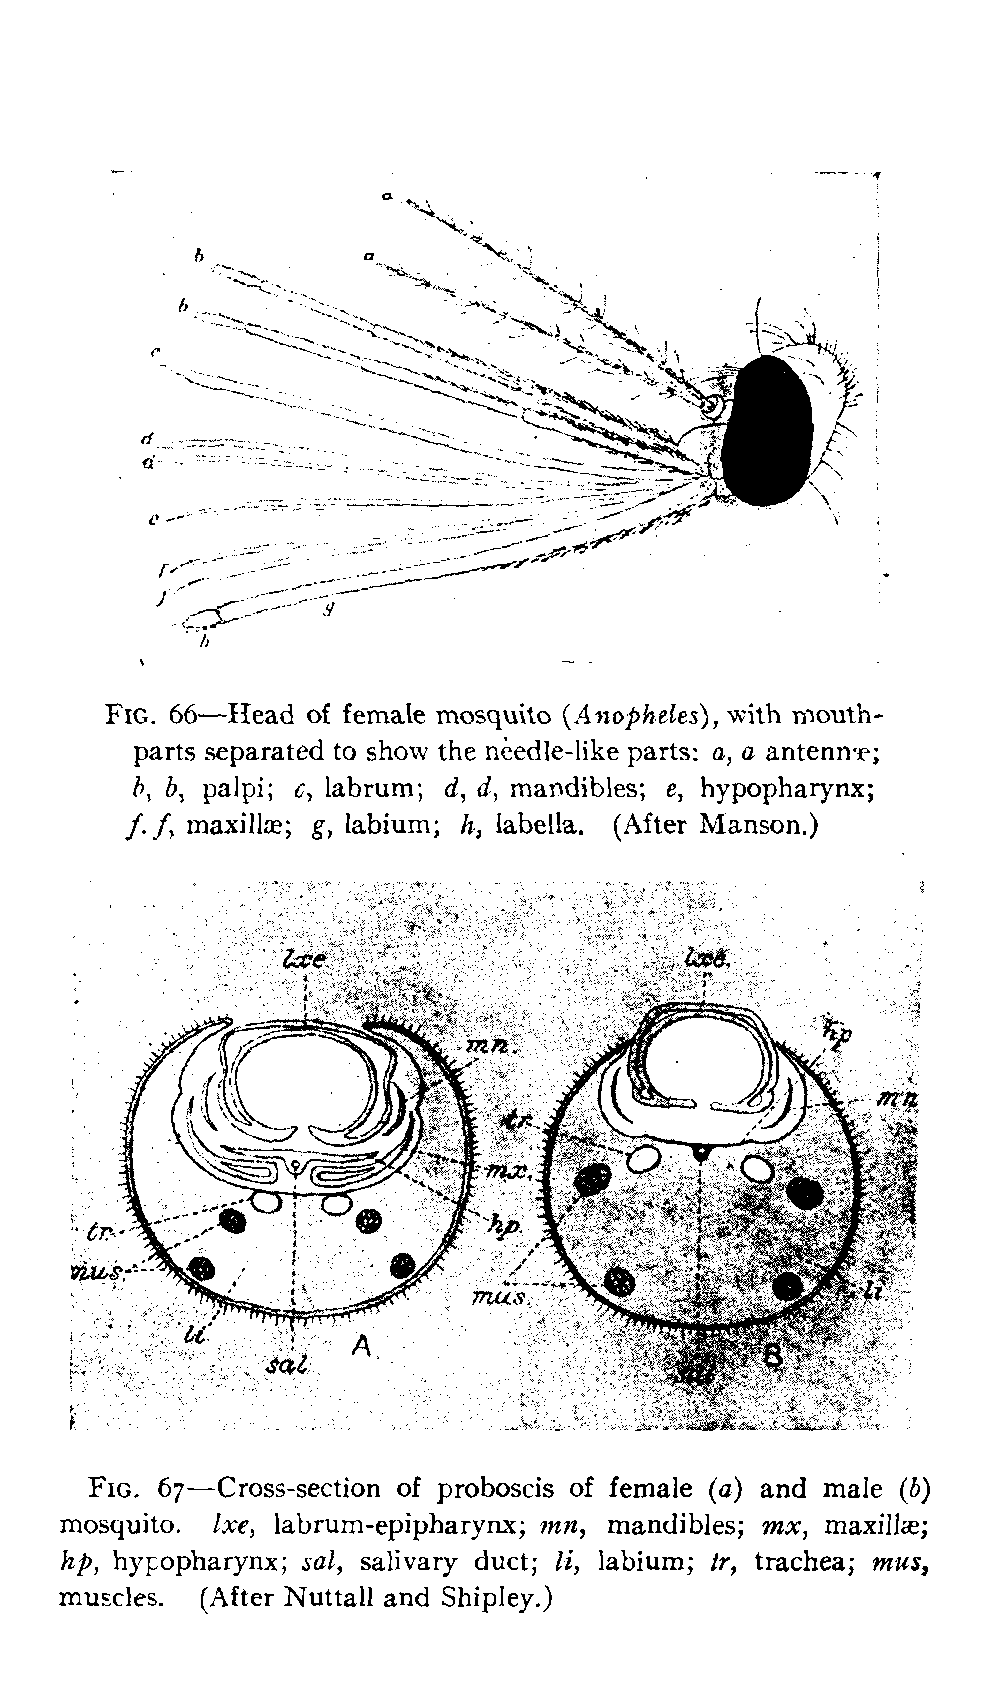 a
a
b
b
c
d
d
e
f
f
g
h
FIG. 66—Head of female mosquito (Anopheles), with mouth-
parts separated to show the needle-like parts: a, a antennæ;
b, b, palpi; c, labrum; d, d, mandibles; e, hypopharynx;
f. f, maxillæ; g, labium; h, labella. (After Manson.)
lxe
lxe.
hp
mn.
mn
tr.
mx.
tr.
hp
mus.
mus.
li
li
A
B
sal
sal
FIG. 67—Cross-section of proboscis of female (a) and male (b)
mosquito. lxe, labrum-epipharynx; mn, mandibles; mx, maxillæ;
hp, hypopharynx; sal, salivary duct; li, labium; tr, trachea; mus,
muscles. (After Nuttall and Shipley.)